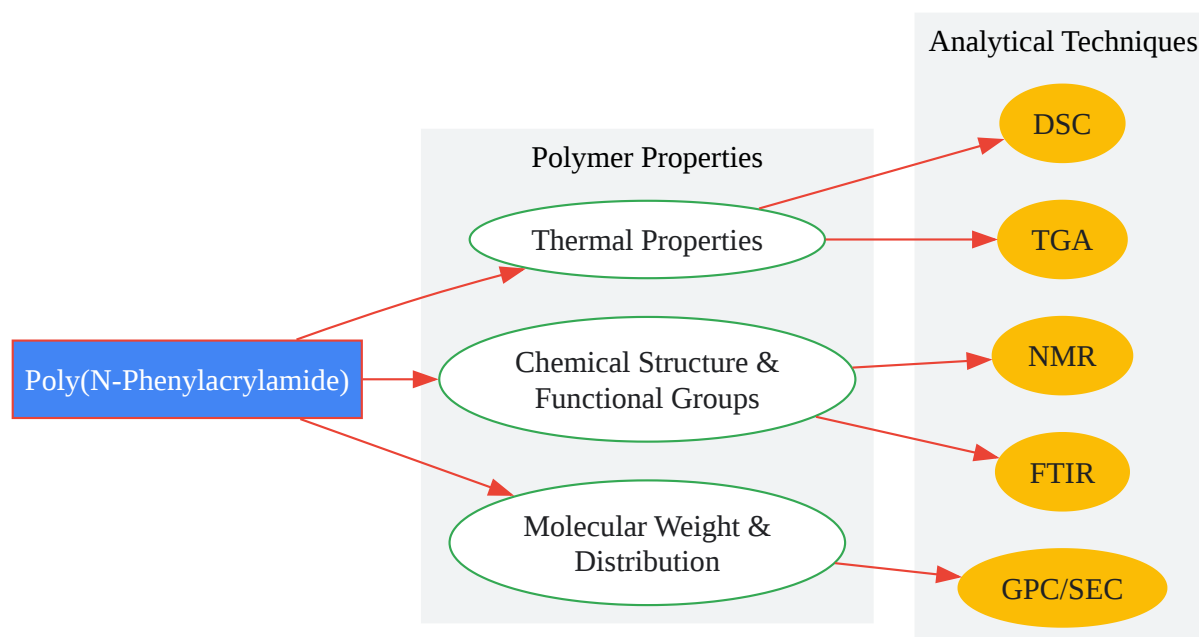 Poly(N-Phenylacrylamide)
Polymer Properties
Thermal Properties
Chemical Structure &
Functional Groups
Molecular Weight &
Distribution
Analytical Techniques
DSC
TGA
NMR
FTIR
GPC/SEC